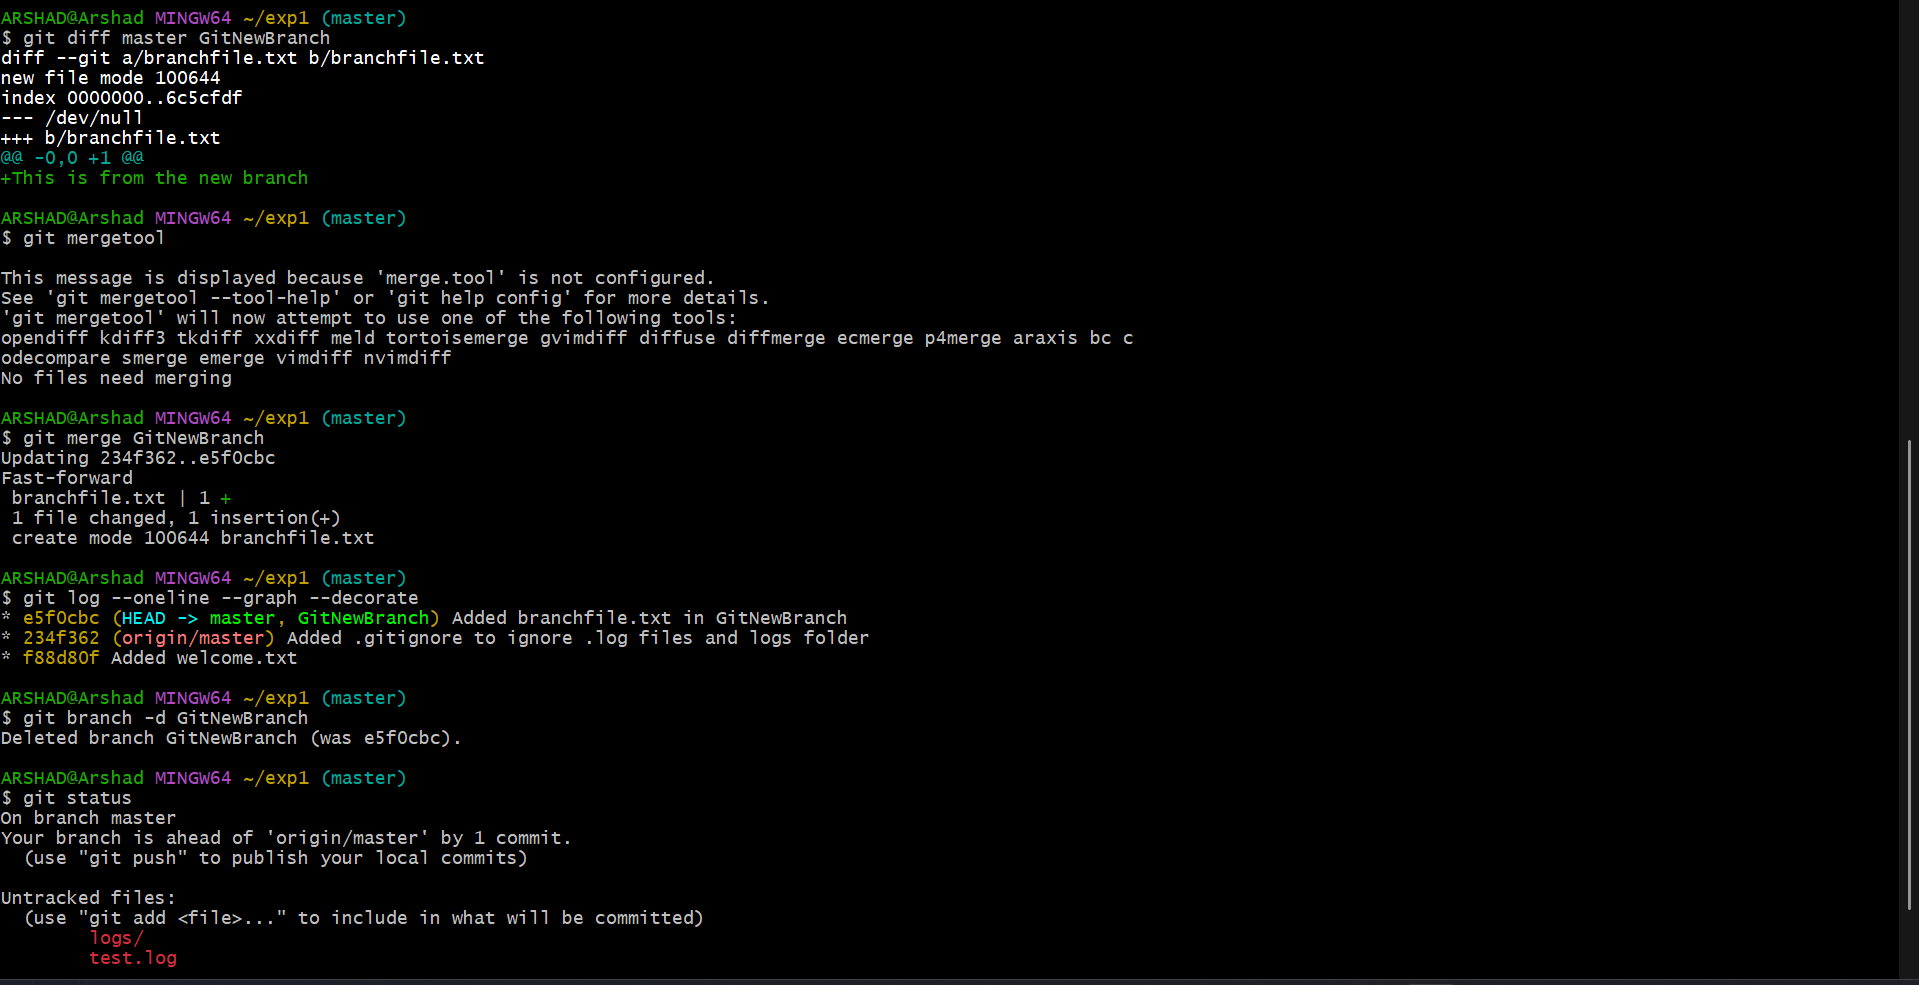 ARSHAD@Arshad MINGW64 ~/exp1 (master)
$ git diff master GitNewBranch
diff --git a/branchfile.txt b/branchfile.txt
new file mode 100644
index 0000000..6c5cfdf
--- /dev/null
+++ b/branchfile.txt
@@ -0,0 +1 @@
+This is from the new branch

ARSHAD@Arshad MINGW64 ~/exp1 (master)
$ git mergetool

This message is displayed because 'merge.tool' is not configured.
See 'git mergetool --tool-help' or 'git help config' for more details.
'git mergetool' will now attempt to use one of the following tools:
opendiff kdiff3 tkdiff xxdiff meld tortoisemerge gvimdiff diffuse diffmerge ecmerge p4merge araxis bc c
odecompare smerge emerge vimdiff nvimdiff
No files need merging

ARSHAD@Arshad MINGW64 ~/exp1 (master)
$ git merge GitNewBranch
Updating 234f362..e5f0cbc
Fast-forward
 branchfile.txt | 1 +
 1 file changed, 1 insertion(+)
 create mode 100644 branchfile.txt

ARSHAD@Arshad MINGW64 ~/exp1 (master)
$ git log --oneline --graph --decorate
* e5f0cbc (HEAD -> master, GitNewBranch) Added branchfile.txt in GitNewBranch
* 234f362 (origin/master) Added .gitignore to ignore .log files and logs folder
* f88d80f Added welcome.txt

ARSHAD@Arshad MINGW64 ~/exp1 (master)
$ git branch -d GitNewBranch
Deleted branch GitNewBranch (was e5f0cbc).

ARSHAD@Arshad MINGW64 ~/exp1 (master)
$ git status
On branch master
Your branch is ahead of 'origin/master' by 1 commit.
  (use "git push" to publish your local commits)

Untracked files:
  (use "git add <file>..." to include in what will be committed)
        logs/
        test.log